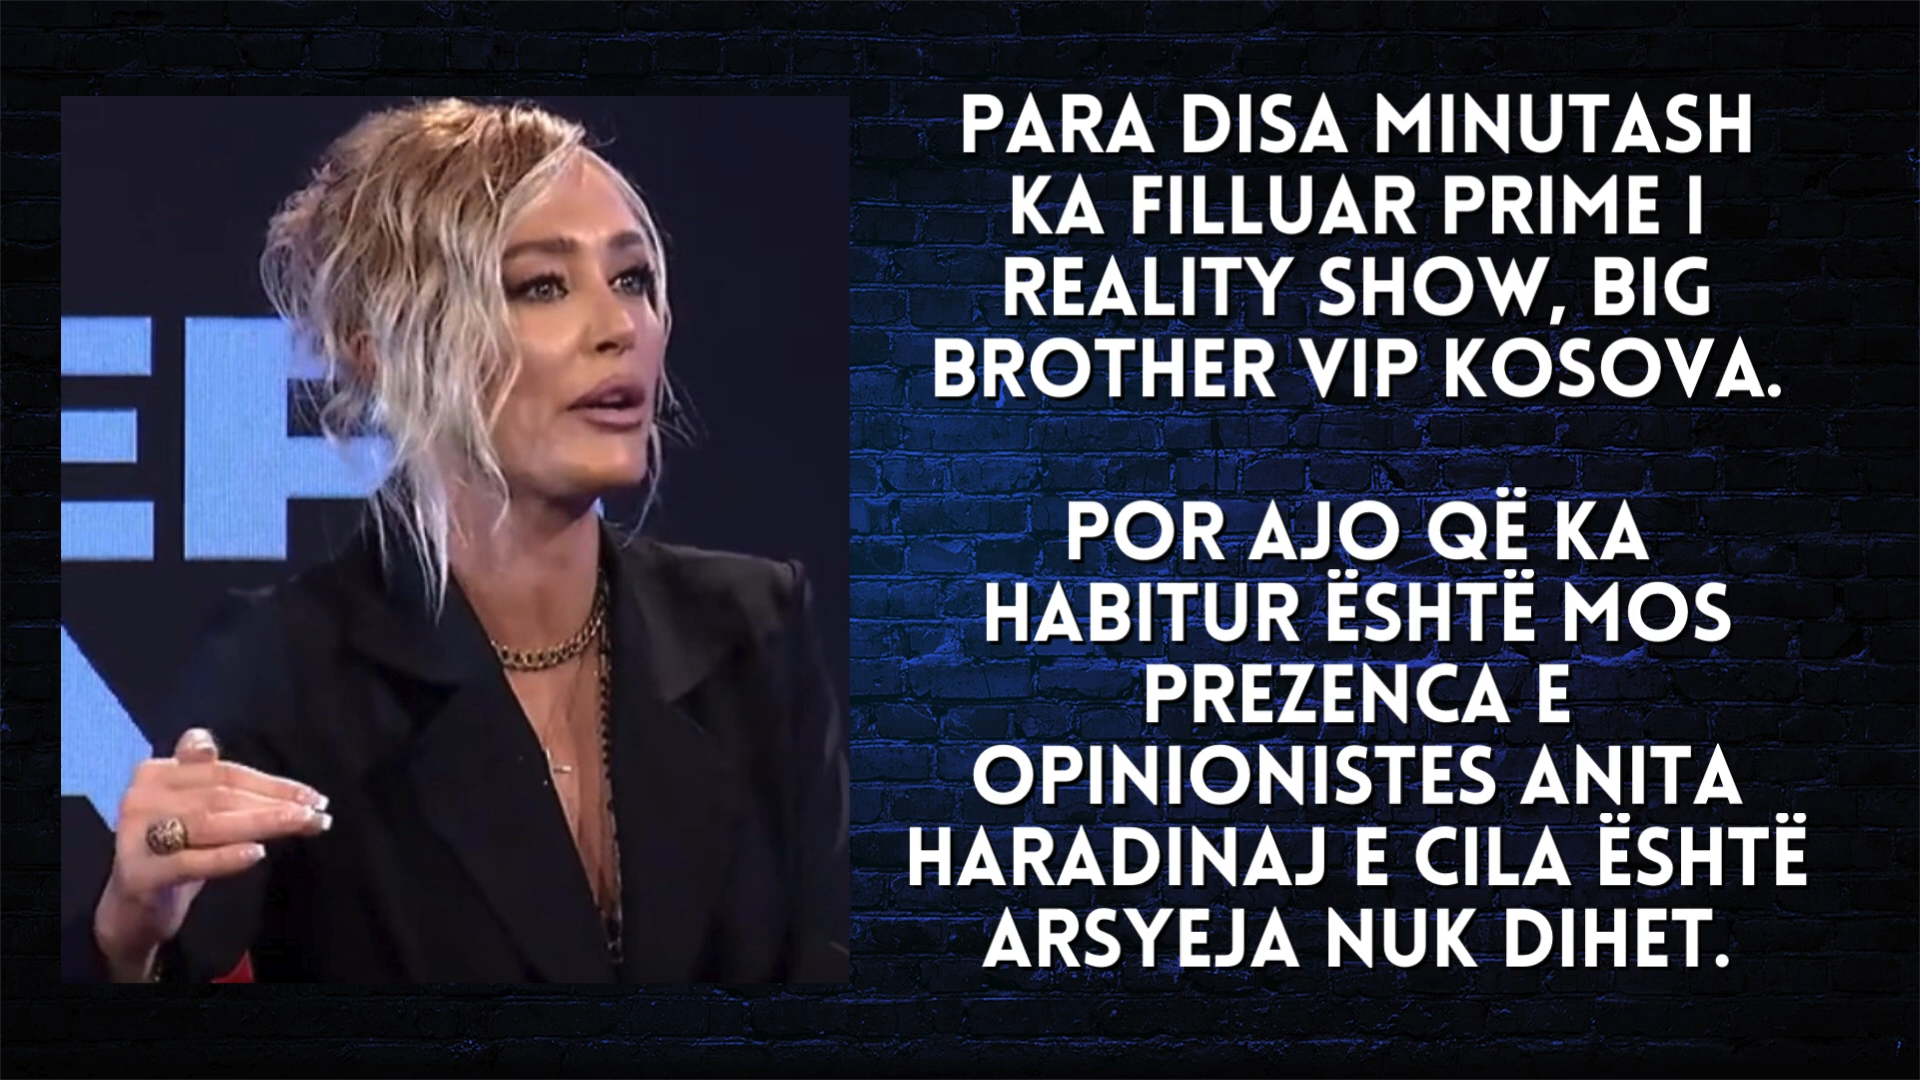 PARA DISA MINUTASH
KA FILLUAR PRIME I
REALITY SHOW, BIG
BROTHER VIP KOSOVA.
POR AJO QË KA
HABITUR ËSHTË MOS
PREZENCA E
OPINIONISTES ANITA
HARADINAJ E CILA ËSHTË
ARSYEJA NUK DIHET.